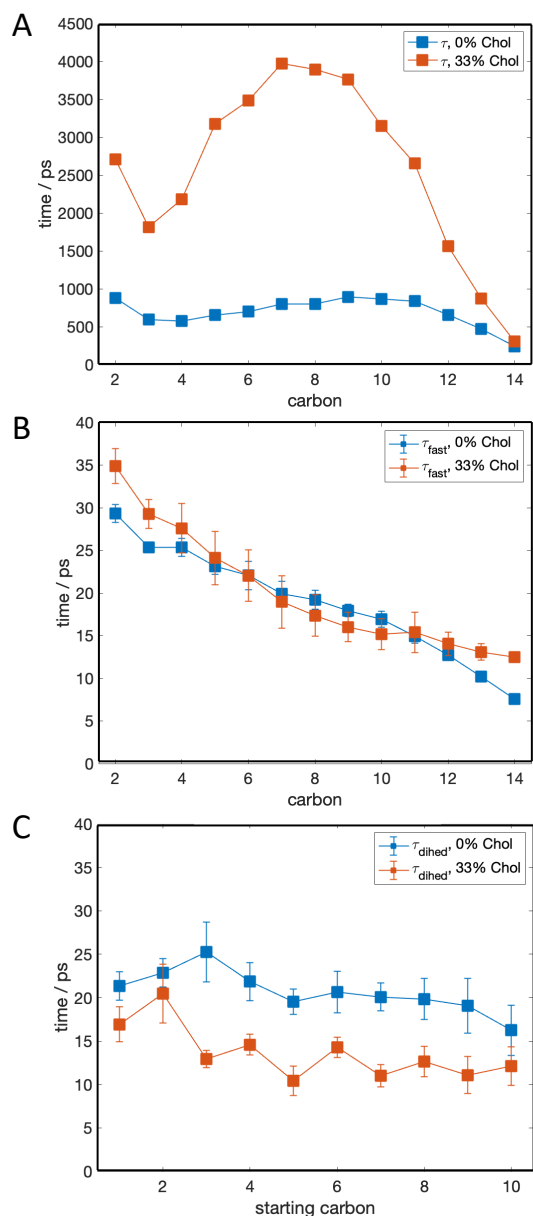 A
4500
4000
3500
3000
2500
2000
1500
1000
500
0
time / ps
τ, 0% Chol
τ, 33% Chol
2 4 6 8 10 12 14
carbon
B
40
35
30
25
20
15
10
5
0
time / ps
τfast, 0% Chol
τfast, 33% Chol
2 4 6 8 10 12 14
carbon
C
40
35
30
25
20
15
10
5
0
time / ps
τdihed, 0% Chol
τdihed, 33% Chol
2 4 6 8 10
starting carbon